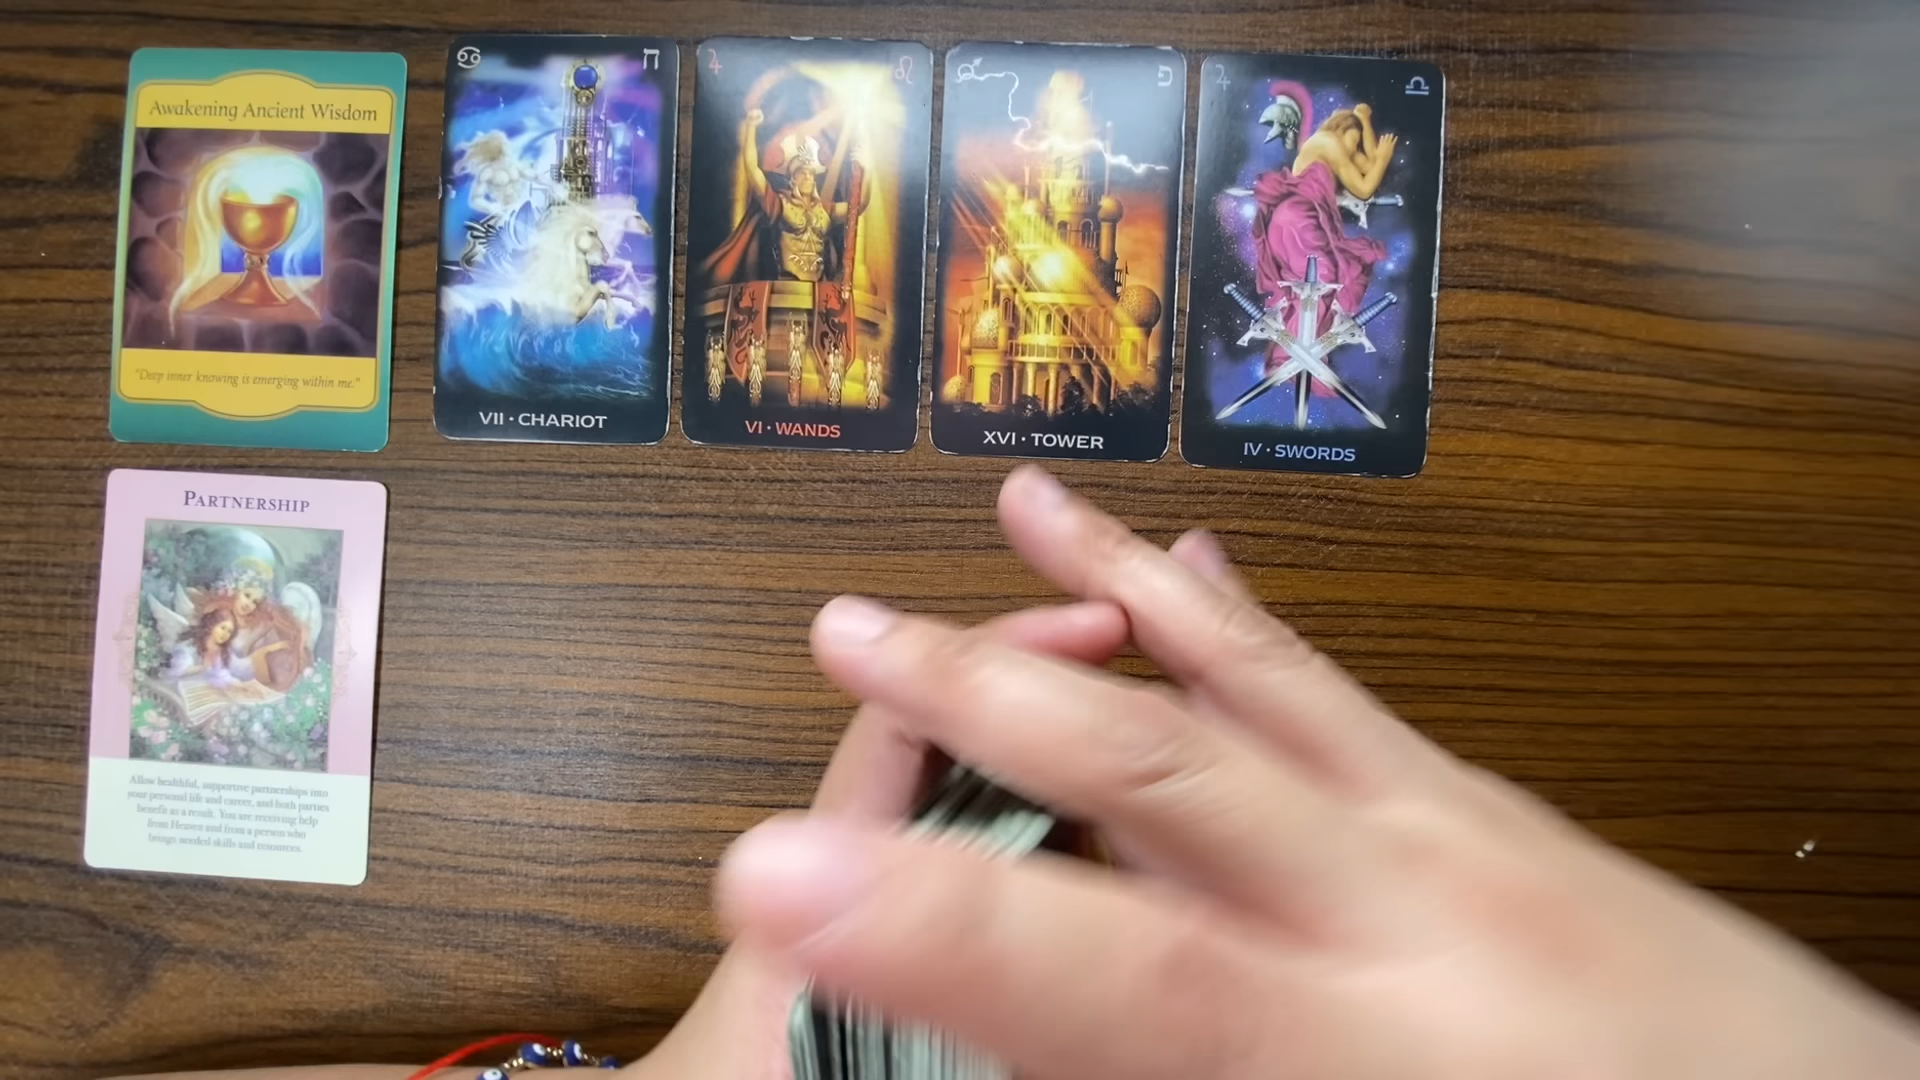 Awakening Ancient Wisdom
"Deep inner knowing is emerging within me."
ח
VII • CHARIOT
VI • WANDS
פ
XVI • TOWER
IV • SWORDS
PARTNERSHIP
Allow healthful, supportive partnerships into
your personal life and career, and both parties
benefit as a result. You are receiving help
from Heaven and from a person who
brings needed skills and resources.